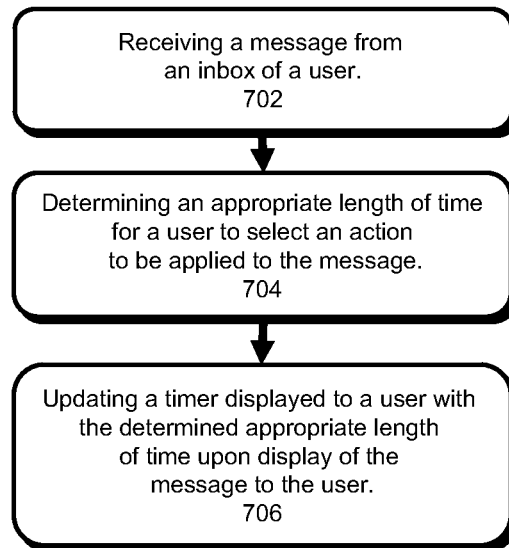 Receiving a message from
an inbox of a user.
702
Determining an appropriate length of time
for a user to select an action
to be applied to the message.
704
Updating a timer displayed to a user with
the determined appropriate length
of time upon display of the
message to the user.
706